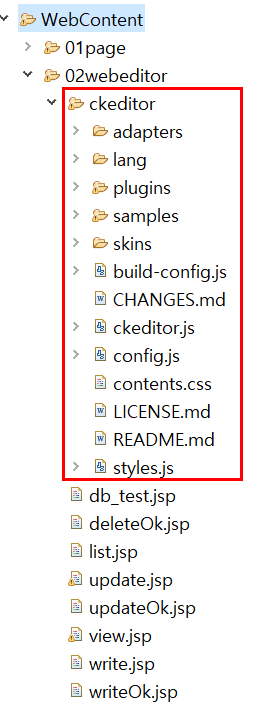 WebContent
01page
02webeditor
ckeditor
adapters
lang
plugins
samples
skins
build-config.js
CHANGES.md
ckeditor.js
config.js
contents.css
LICENSE.md
README.md
styles.js
db_test.jsp
deleteOk.jsp
list.jsp
update.jsp
updateOk.jsp
view.jsp
write.jsp
writeOk.jsp